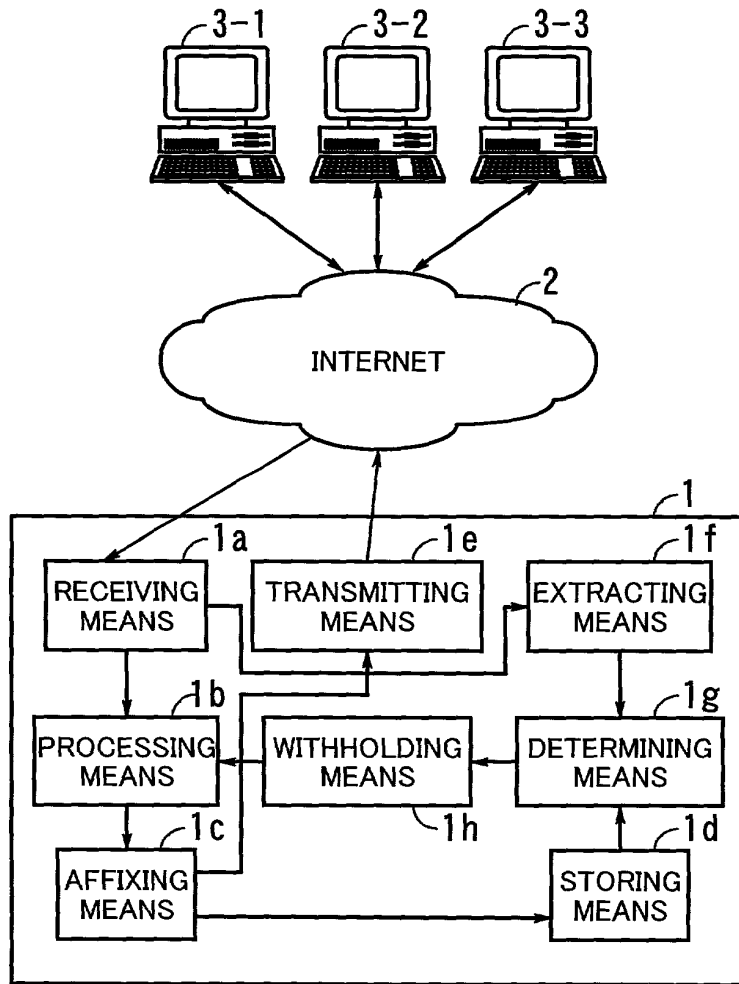 3-1
3-2
3-3
2
INTERNET
1
1a
1e
1f
RECEIVING
MEANS
TRANSMITTING
MEANS
EXTRACTING
MEANS
1b
1g
PROCESSING
MEANS
WITHHOLDING
MEANS
DETERMINING
MEANS
1c
1h
1d
AFFIXING
MEANS
STORING
MEANS